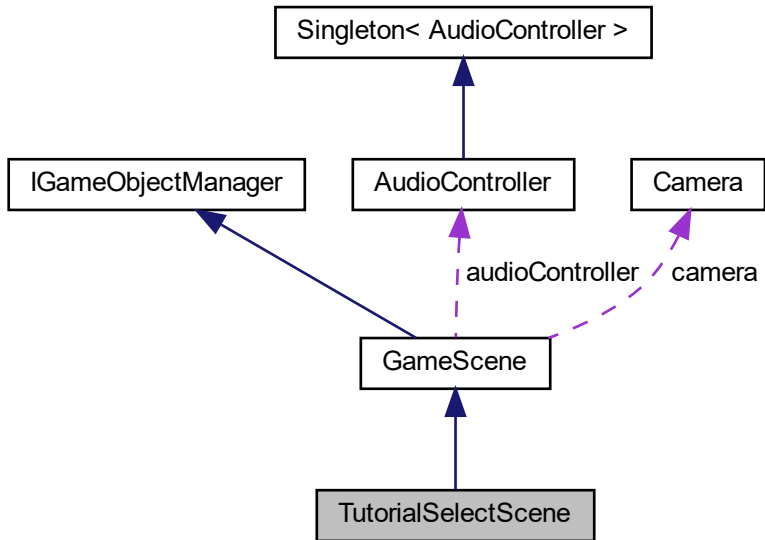 Singleton< AudioController >
IGameObjectManager
AudioController
Camera
audioController
camera
GameScene
TutorialSelectScene